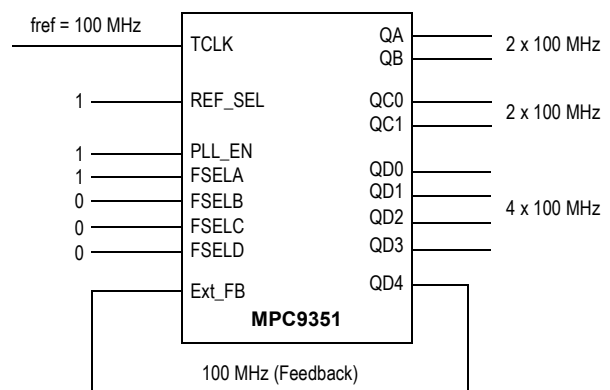 fref = 100 MHz
TCLK
QA
QB
2 x 100 MHz
1
REF_SEL
QC0
QC1
2 x 100 MHz
1
PLL_EN
1
FSELA
0
FSELB
0
FSELC
0
FSELD
QD0
QD1
QD2
QD3
4 x 100 MHz
Ext_FB
QD4
MPC9351
100 MHz (Feedback)